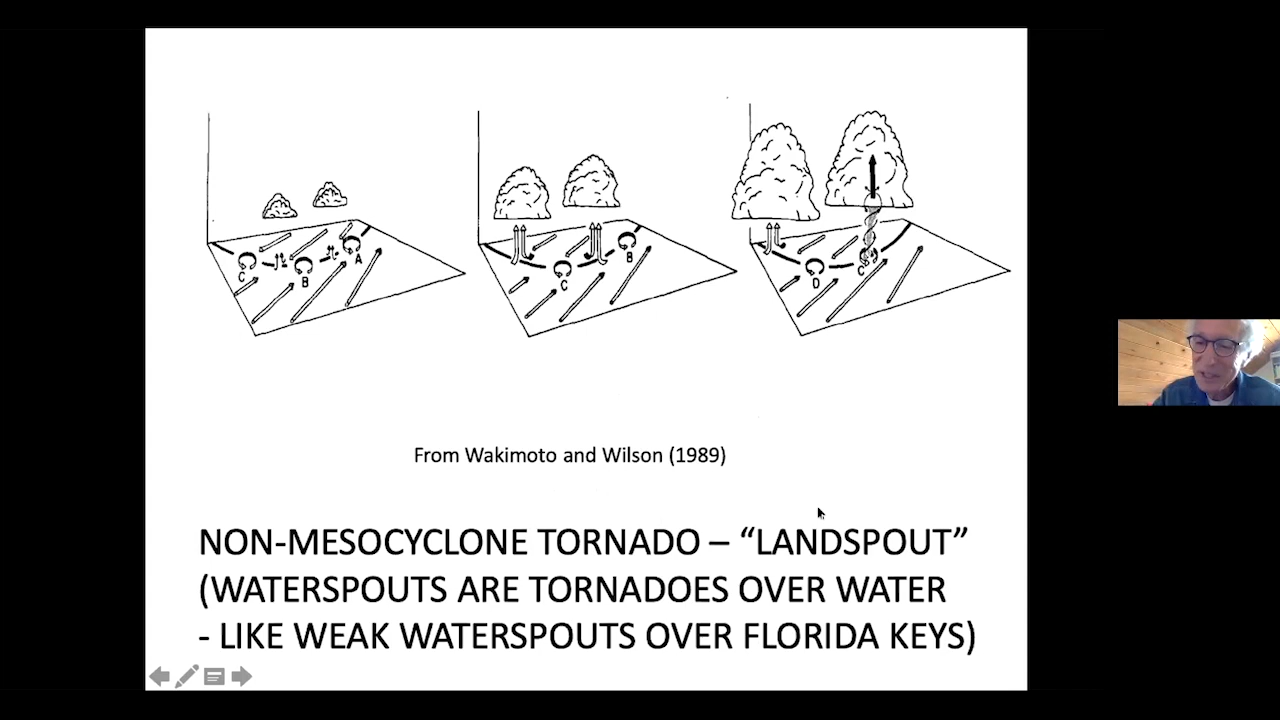 C B A
C B
D C
From Wakimoto and Wilson (1989)
NON-MESOCYCLONE TORNADO – “LANDSPOUT”
(WATERSPOUTS ARE TORNADOES OVER WATER
- LIKE WEAK WATERSPOUTS OVER FLORIDA KEYS)